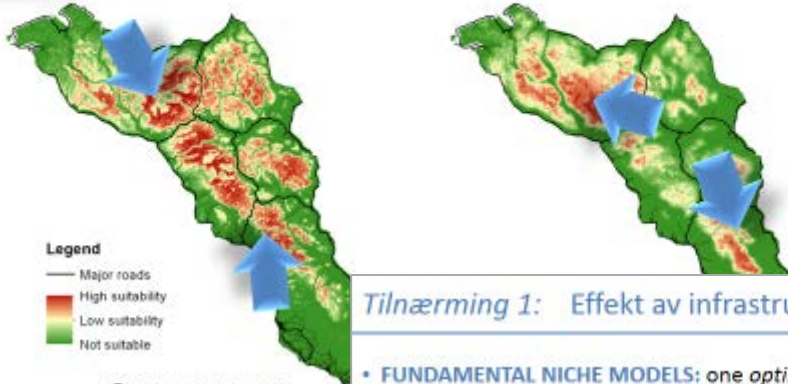 Legend
Major roads
High suitability
Low suitability
Not suitable
Tilnærming 1: Effekt av infrastru
• FUNDAMENTAL NICHE MODELS: one opti